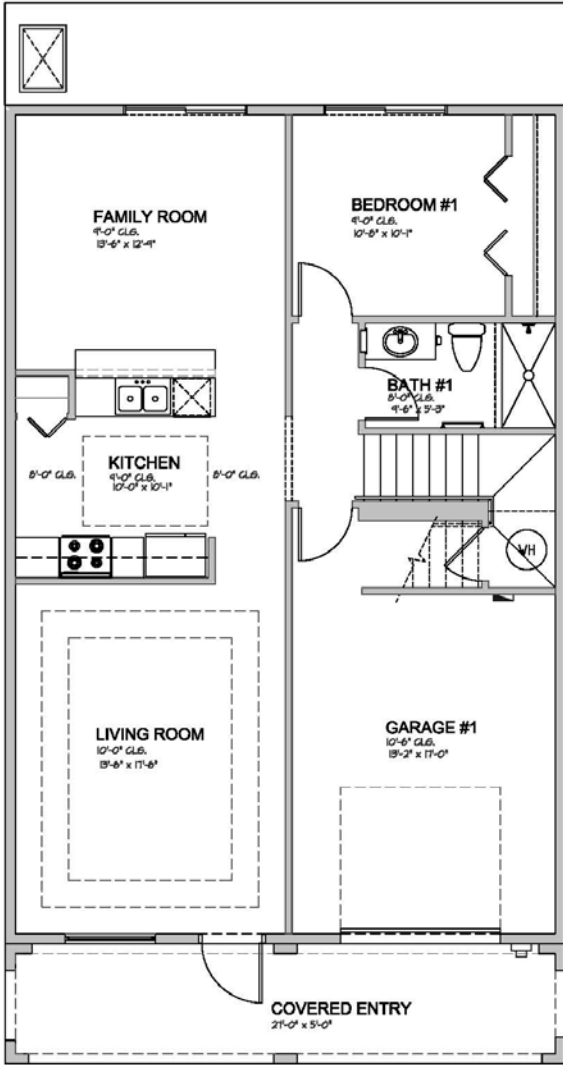 FAMILY ROOM
9'-0" CLG.
13'-6" x 12'-9"
BEDROOM #1
9'-0" CLG.
10'-8" x 10'-1"
BATH #1
8'-0" CLG.
9'-6" x 5'-3"
8'-0" CLG.
KITCHEN
9'-0" CLG.
10'-0" x 10'-1"
8'-0" CLG.
WH
LIVING ROOM
10'-0" CLG.
13'-8" x 17'-8"
GARAGE #1
10'-6" CLG.
13'-2" x 17'-0"
COVERED ENTRY
27'-0" x 5'-0"